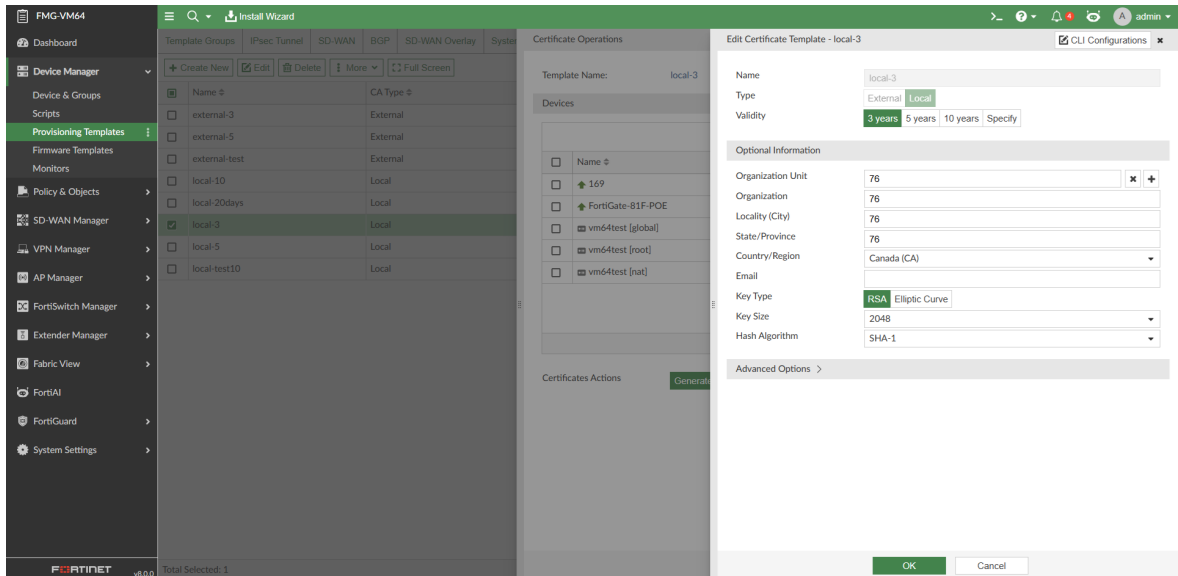 FMG-VM64
Install Wizard
4
A admin
Dashboard
Device Manager
Device & Groups
Scripts
Provisioning Templates
Firmware Templates
Monitors
Policy & Objects
SD-WAN Manager
VPN Manager
AP Manager
FortiSwitch Manager
Extender Manager
Fabric View
FortiAI
FortiGuard
System Settings
FORTINET v8.0.0
Template Groups IPsec Tunnel SD-WAN BGP SD-WAN Overlay
+ Create New Edit Delete More Full Screen
Name CA Type
external-3 External
external-5 External
external-test External
local-10 Local
local-20days Local
local-3 Local
local-5 Local
local-test10 Local
Total Selected: 1
Certificate Operations
Template Name: local-3
Devices
Name
169
FortiGate-81F-POE
vm64test [global]
vm64test [root]
vm64test [nat]
Certificates Actions
Edit Certificate Template - local-3 CLI Configurations
Name local-3
Type External Local
Validity 3 years 5 years 10 years Specify
Optional Information
Organization Unit 76
Organization 76
Locality (City) 76
State/Province 76
Country/Region Canada (CA)
Email
Key Type RSA Elliptic Curve
Key Size 2048
Hash Algorithm SHA-1
Advanced Options >
OK Cancel